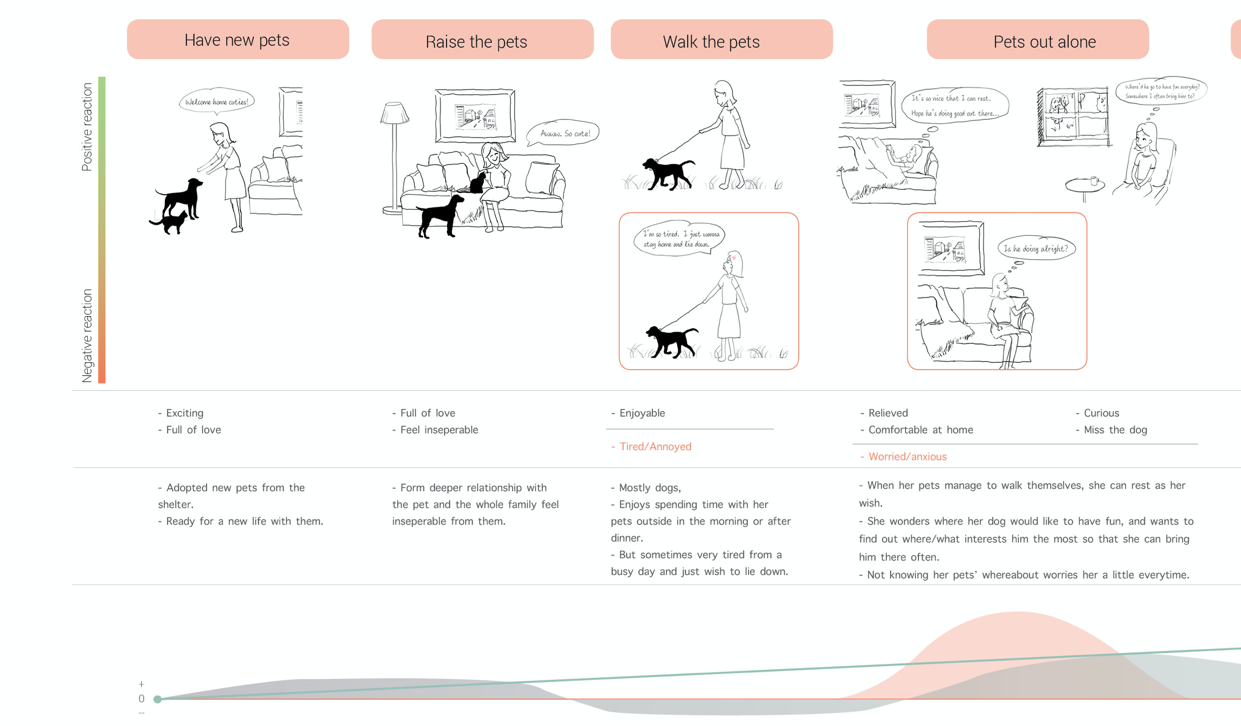 Have new pets
Raise the pets
Walk the pets
Pets out alone
Positive reaction
Negative reaction
Welcome home cuties!
Awww. So cute!
It's so nice that I can rest.
Hope he's doing good out there...
Where'd he go to have fun everyday?
Somewhere I often bring him to?
I'm so tired. I just wanna
stay home and lie down.
Is he doing alright?
- Exciting
- Full of love
- Full of love
- Feel inseperable
- Enjoyable
- Tired/Annoyed
- Relieved
- Comfortable at home
- Curious
- Miss the dog
- Worried/anxious
- Adopted new pets from the
shelter.
- Ready for a new life with them.
- Form deeper relationship with
the pet and the whole family feel
inseperable from them.
- Mostly dogs,
- Enjoys spending time with her
pets outside in the morning or after
dinner.
- But sometimes very tired from a
busy day and just wish to lie down.
- When her pets manage to walk themselves, she can rest as her
wish.
- She wonders where her dog would like to have fun, and wants to
find out where/what interests him the most so that she can bring
him there often.
- Not knowing her pets' whereabout worries her a little everytime.
+
0
–